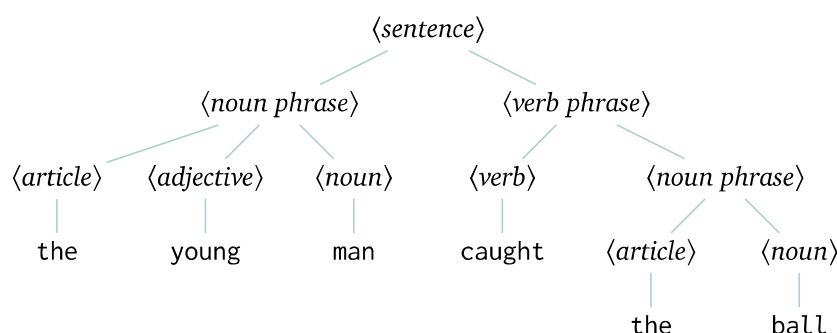 ⟨sentence⟩
⟨noun phrase⟩ ⟨verb phrase⟩
⟨article⟩ ⟨adjective⟩ ⟨noun⟩ ⟨verb⟩ ⟨noun phrase⟩
the young man caught ⟨article⟩ ⟨noun⟩
the ball